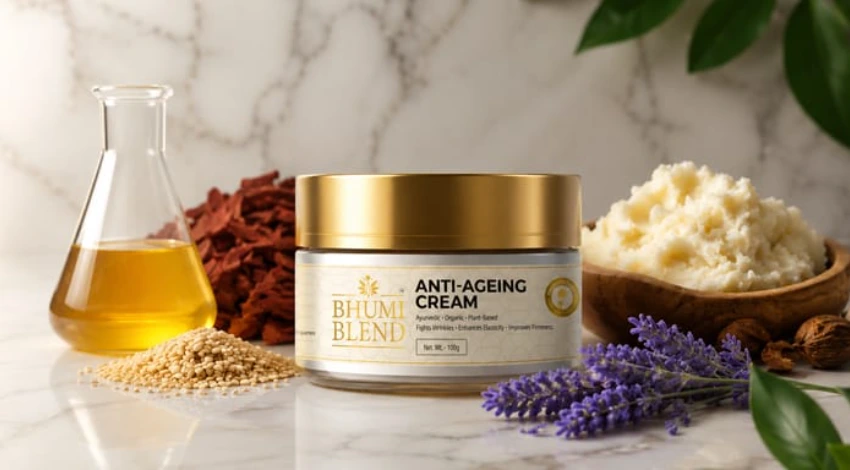 BHUMI
BLEND
ANTI-AGEING
CREAM
Ayurvedic • Organic • Plant-Based
Fights Wrinkles • Enhances Elasticity • Improves Firmness
Net. Wt. - 100g